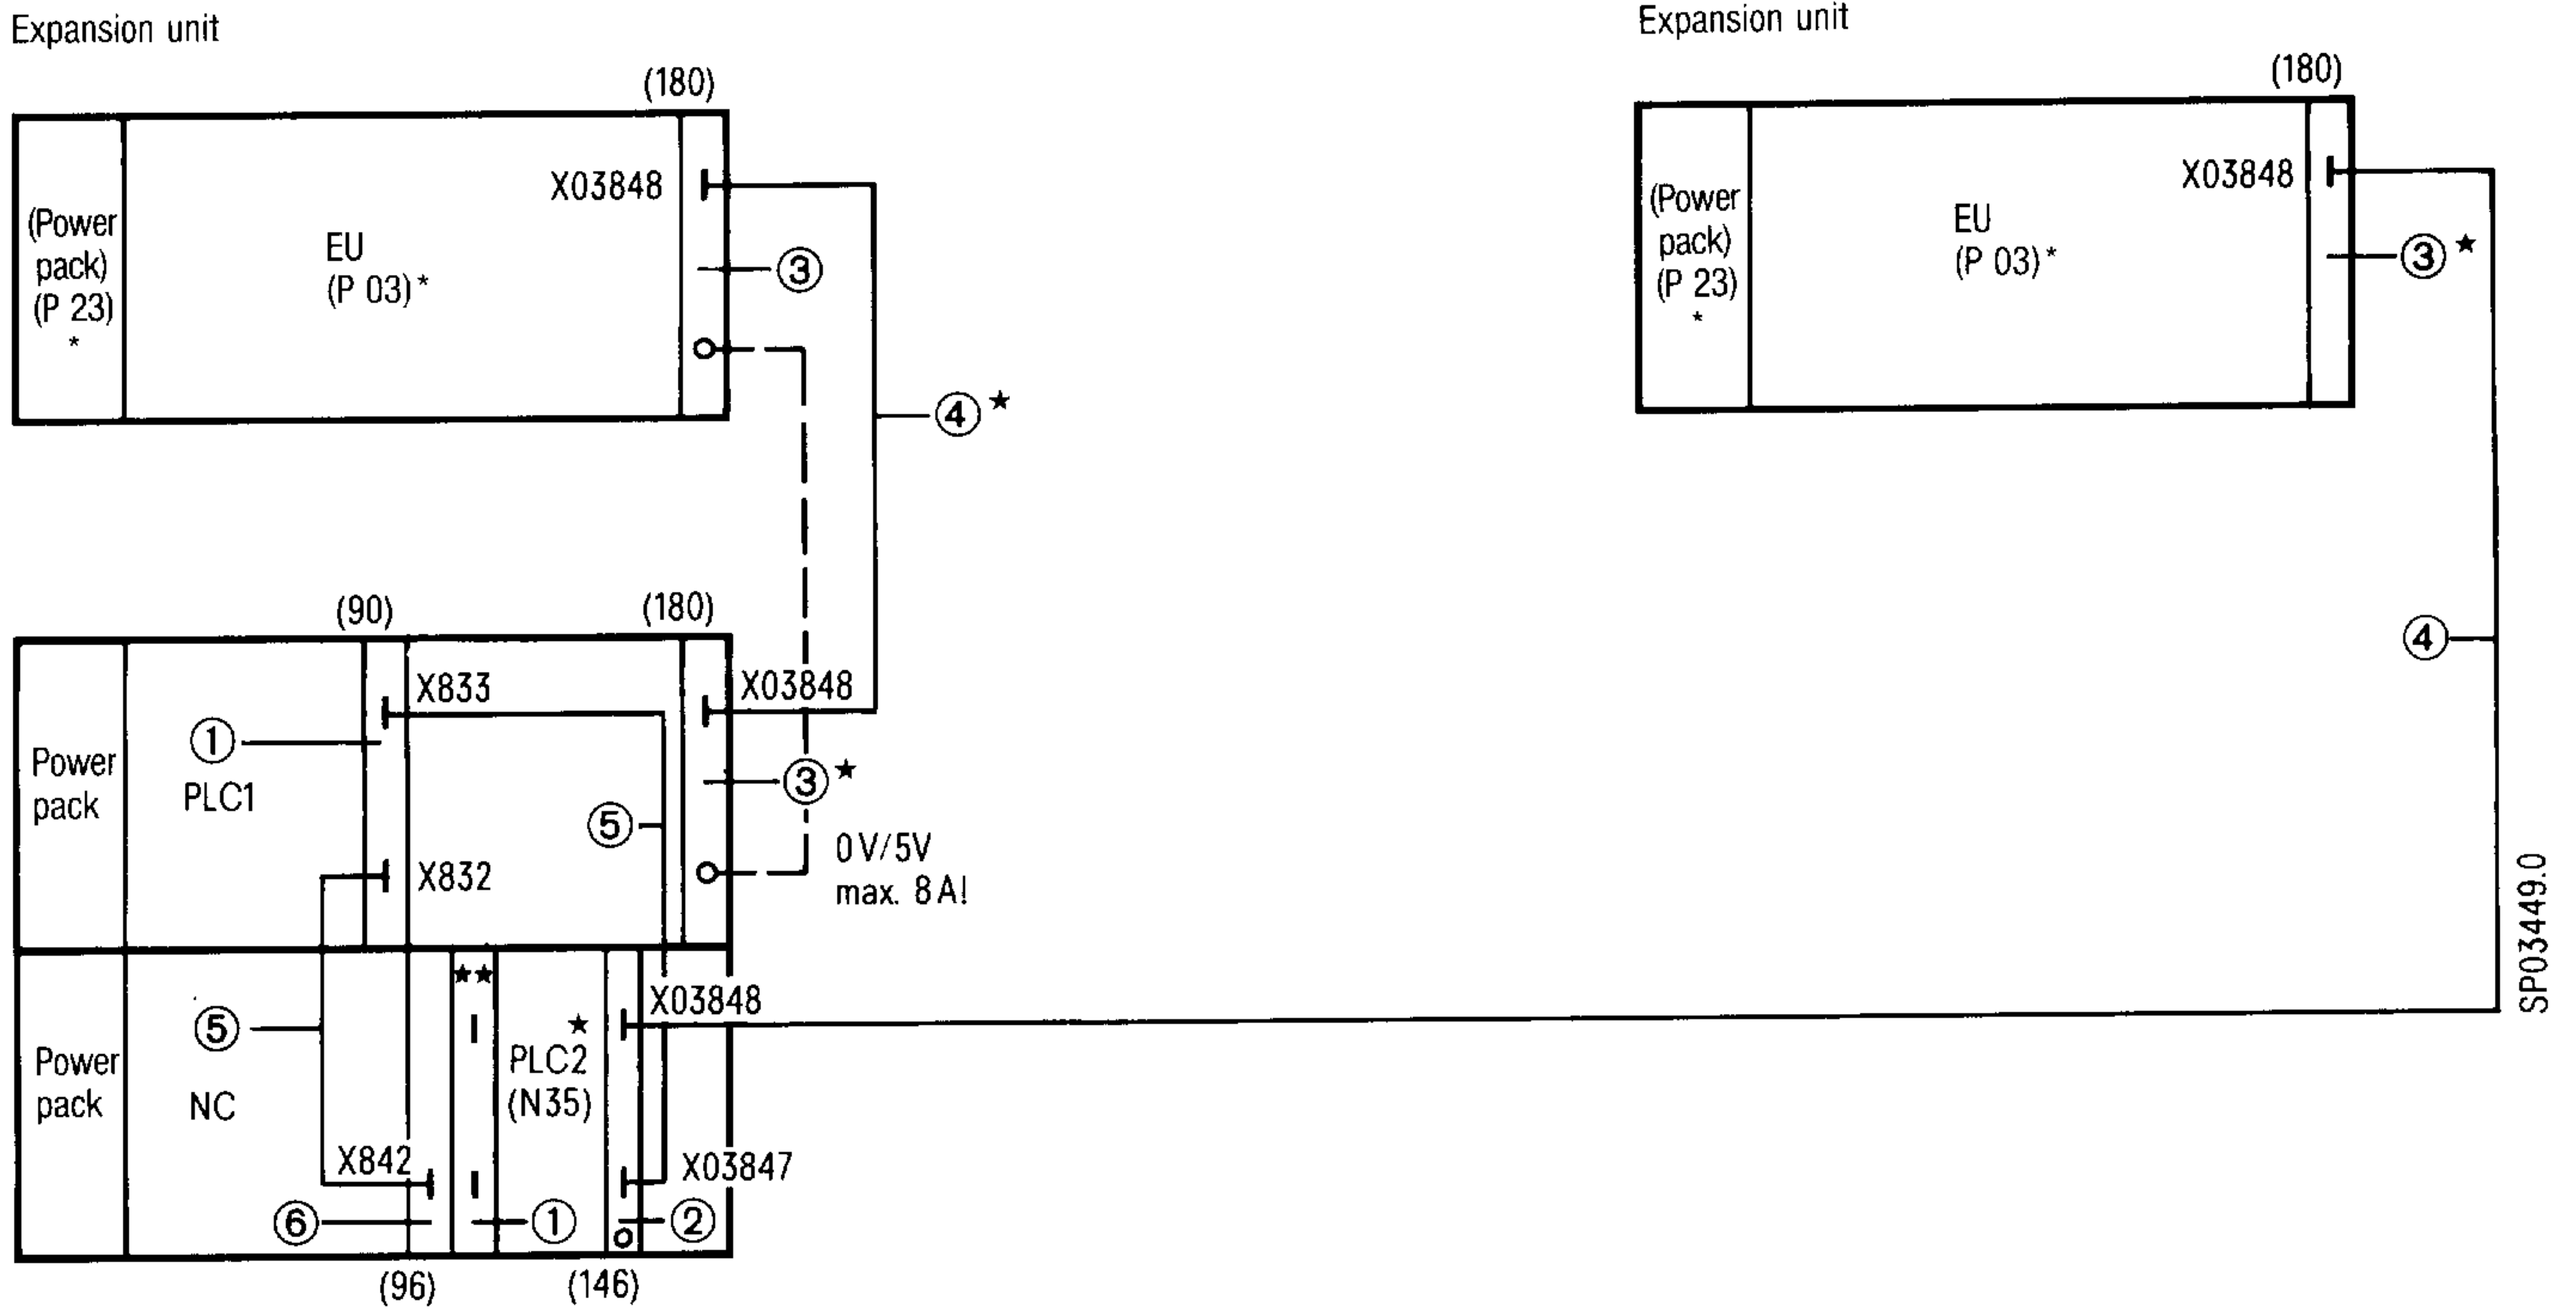 Expansion unit
Expansion unit
(180)
(180)
X03848
X03848
(Power
pack)
(P 23)
*
EU
(P 03)*
③
(Power
pack)
(P 23)
*
EU
(P 03)*
③★
④★
④
(90)
(180)
X833
X03848
①
PLC1
Power
pack
③★
⑤
0V/5V
max. 8A!
X832
★★
X03848
⑤
★
PLC2
(N35)
Power
pack
NC
X842
X03847
⑥
①
②
(96)
(146)
SP03449.0